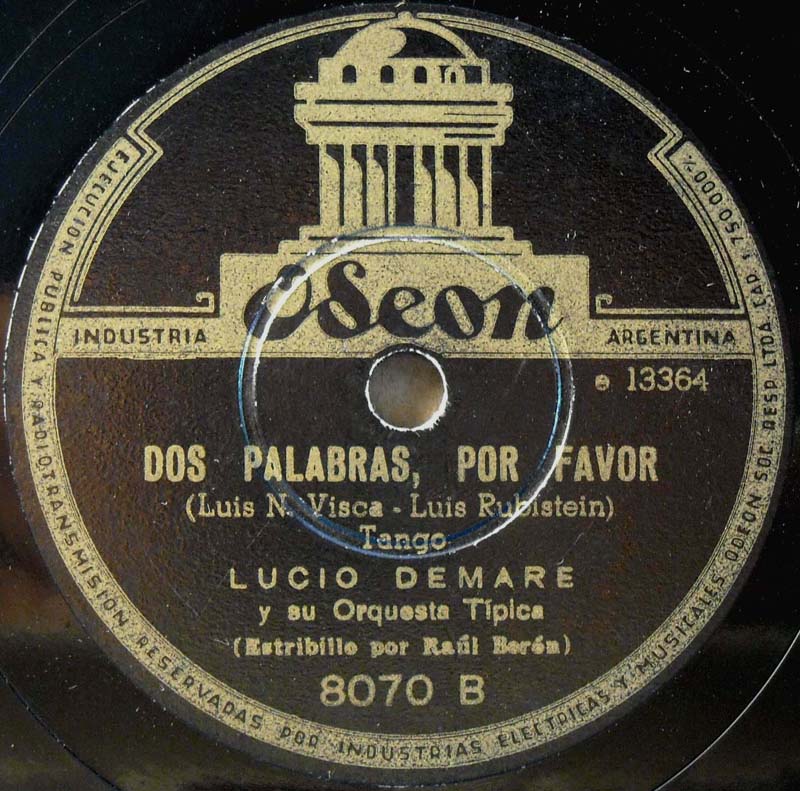 Odeon
INDUSTRIA ARGENTINA
e 13364
DOS PALABRAS, POR FAVOR
(Luis N. Visca - Luis Rubistein)
Tango
LUCIO DEMARE
y su Orquesta Típica
(Estribillo por Raúl Berón)
8070 B
EJECUCION PUBLICA Y RADIOTRANSMISION RESERVADAS POR INDUSTRIAS ELECTRICAS Y MUSICALES ODEON SOC. RESP. LTDA. CAP. 1.750.000 %